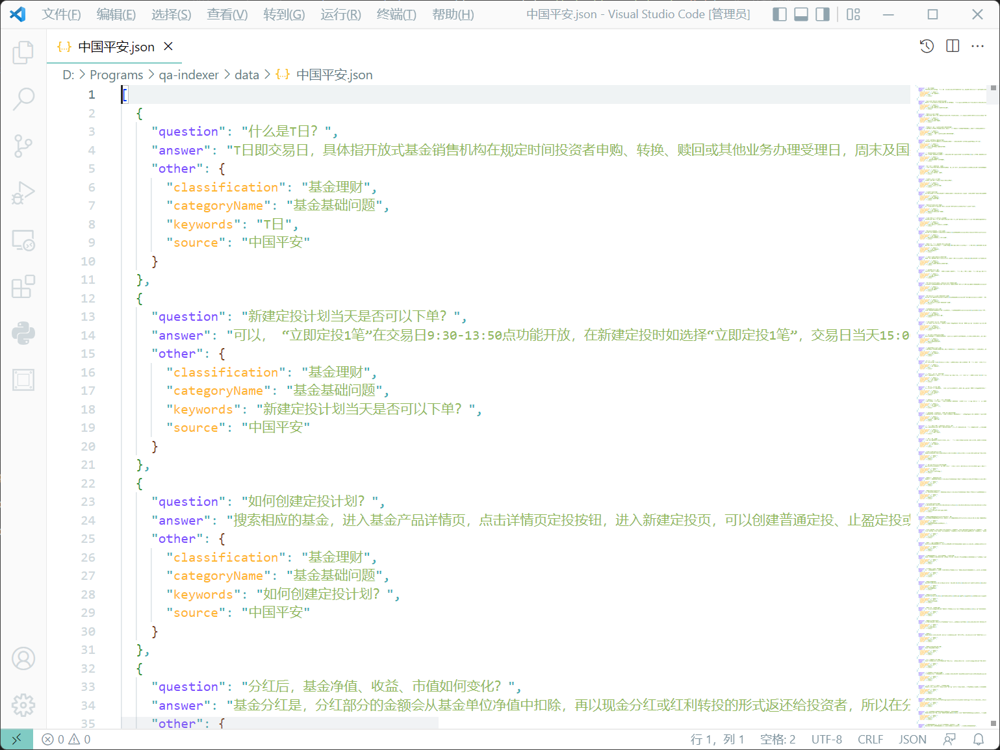 文件(F) 编辑(E) 选择(S) 查看(V) 转到(G) 运行(R) 终端(T) 帮助(H) 中国平安.json - Visual Studio Code [管理员]
{..} 中国平安.json
D: > Programs > qa-indexer > data > {..} 中国平安.json
1 [
2 {
3 "question": "什么是T日？",
4 "answer": "T日即交易日，具体指开放式基金销售机构在规定时间投资者申购、转换、赎回或其他业务办理受理日，周末及国
5 "other": {
6 "classification": "基金理财",
7 "categoryName": "基金基础问题",
8 "keywords": "T日",
9 "source": "中国平安"
10 }
11 },
12 {
13 "question": "新建定投计划当天是否可以下单？",
14 "answer": "可以， “立即定投1笔”在交易日9:30-13:50点功能开放，在新建定投时如选择“立即定投1笔”，交易日当天15:0
15 "other": {
16 "classification": "基金理财",
17 "categoryName": "基金基础问题",
18 "keywords": "新建定投计划当天是否可以下单？",
19 "source": "中国平安"
20 }
21 },
22 {
23 "question": "如何创建定投计划？",
24 "answer": "搜索相应的基金，进入基金产品详情页，点击详情页定投按钮，进入新建定投页，可以创建普通定投、止盈定投或
25 "other": {
26 "classification": "基金理财",
27 "categoryName": "基金基础问题",
28 "keywords": "如何创建定投计划？",
29 "source": "中国平安"
30 }
31 },
32 {
33 "question": "分红后，基金净值、收益、市值如何变化？",
34 "answer": "基金分红是，分红部分的金额会从基金单位净值中扣除，再以现金分红或红利转投的形式返还给投资者，所以在分
35 "other": {
0 0 行 1，列 1 空格: 2 UTF-8 CRLF JSON